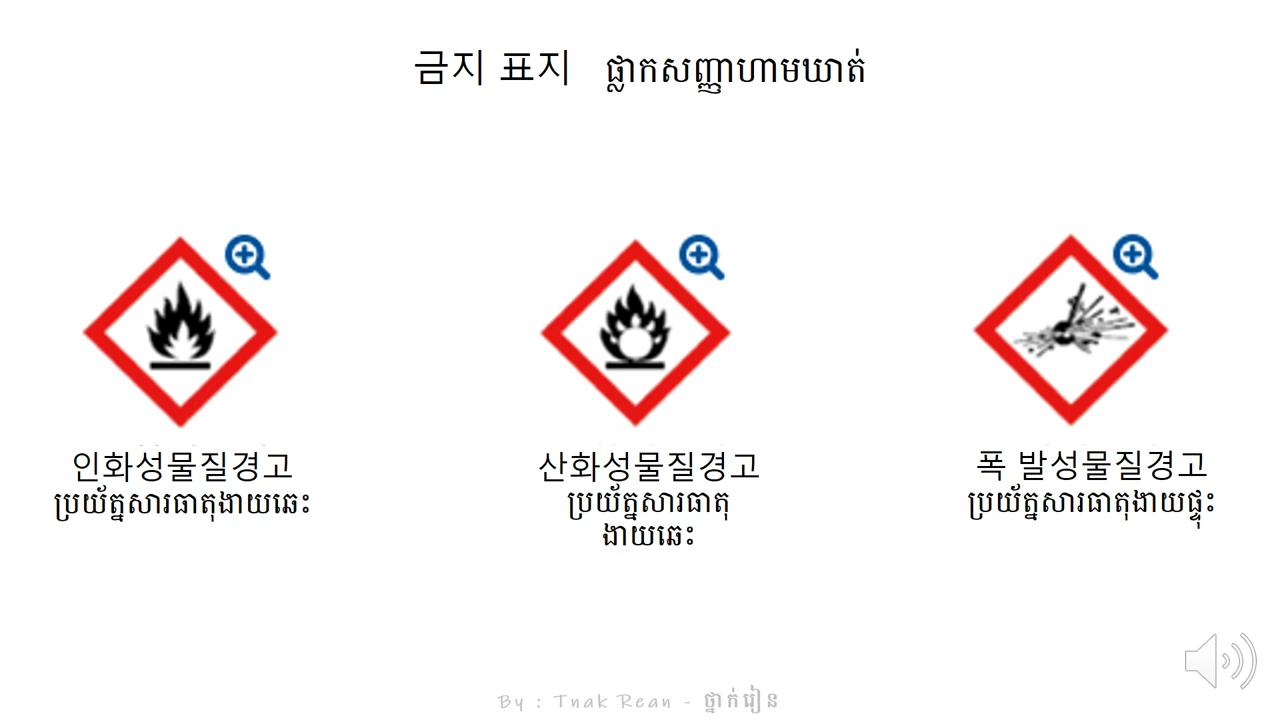 금지 표지 ផ្លាកសញ្ញាហាមឃាត់
인화성물질경고
ប្រយ័ត្នសារធាតុងាយឆេះ
산화성물질경고
ប្រយ័ត្នសារធាតុ
ងាយឆេះ
폭 발성물질경고
ប្រយ័ត្នសារធាតុងាយផ្ទុះ
By : Tnak Rean - ថ្នាក់រៀន